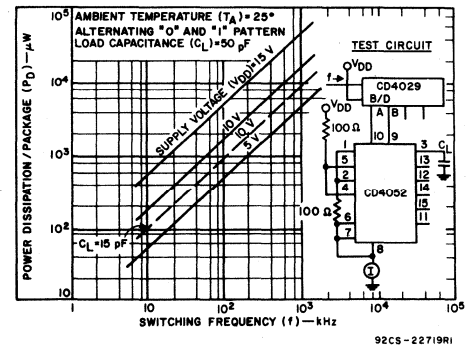 AMBIENT TEMPERATURE (TA)=25°
ALTERNATING "O" AND "I" PATTERN
LOAD CAPACITANCE (CL)=50 pF
POWER DISSIPATION/PACKAGE (PD)—μW
10⁵
10⁴
10³
10²
10
SUPPLY VOLTAGE (VDD)=15 V
10 V
10 V
5 V
CL=15 pF
TEST CIRCUIT
VDD
f
CD4029
B/D
A B
VDD
100 Ω
10 9
1
5
2
4
6
7
8
3
13
12
14
15
11
CL
CD4052
100 Ω
I
1 10 10² 10³ 10⁴ 10⁵
SWITCHING FREQUENCY (f)—kHz
92CS-22719RI